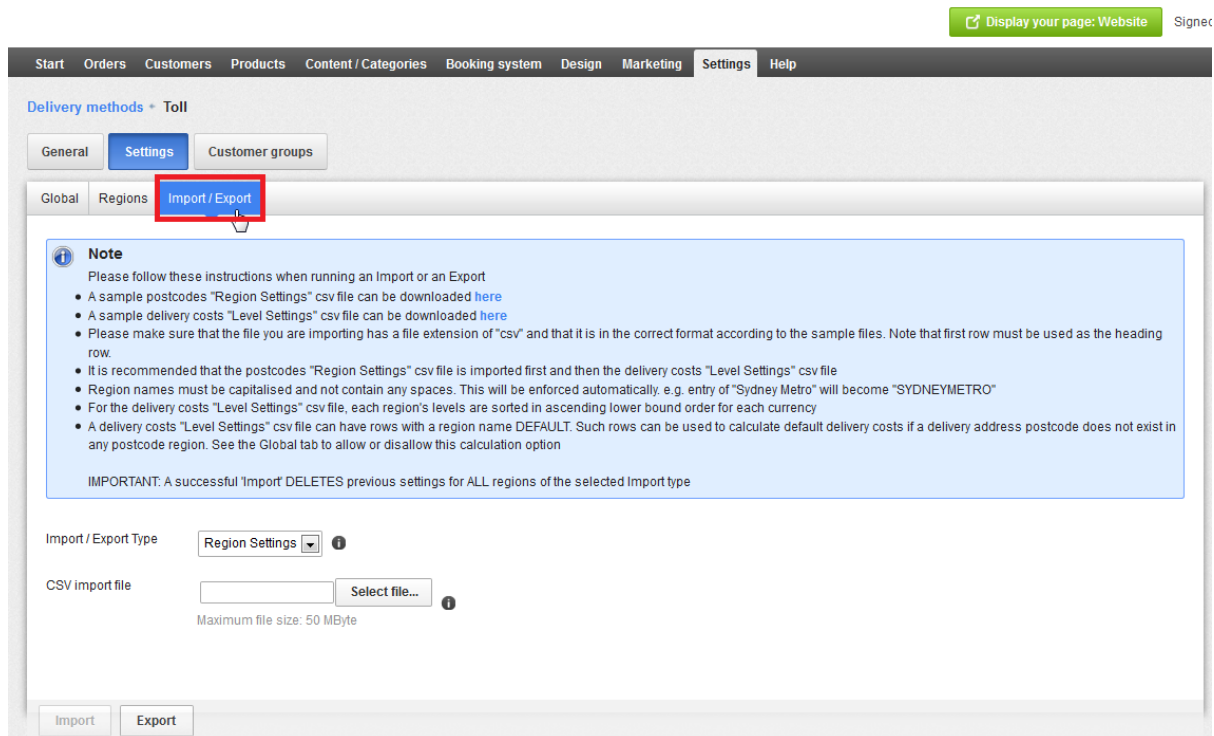 Display your page: Website Signed
Start Orders Customers Products Content / Categories Booking system Design Marketing Settings Help
Delivery methods Toll
General Settings Customer groups
Global Regions Import / Export
Note
Please follow these instructions when running an Import or an Export
• A sample postcodes "Region Settings" csv file can be downloaded here
• A sample delivery costs "Level Settings" csv file can be downloaded here
• Please make sure that the file you are importing has a file extension of "csv" and that it is in the correct format according to the sample files. Note that first row must be used as the heading
row.
• It is recommended that the postcodes "Region Settings" csv file is imported first and then the delivery costs "Level Settings" csv file
• Region names must be capitalised and not contain any spaces. This will be enforced automatically. e.g. entry of "Sydney Metro" will become "SYDNEYMETRO"
• For the delivery costs "Level Settings" csv file, each region's levels are sorted in ascending lower bound order for each currency
• A delivery costs "Level Settings" csv file can have rows with a region name DEFAULT. Such rows can be used to calculate default delivery costs if a delivery address postcode does not exist in
any postcode region. See the Global tab to allow or disallow this calculation option
IMPORTANT: A successful 'Import' DELETES previous settings for ALL regions of the selected Import type
Import / Export Type Region Settings
CSV import file Select file...
Maximum file size: 50 MByte
Import Export